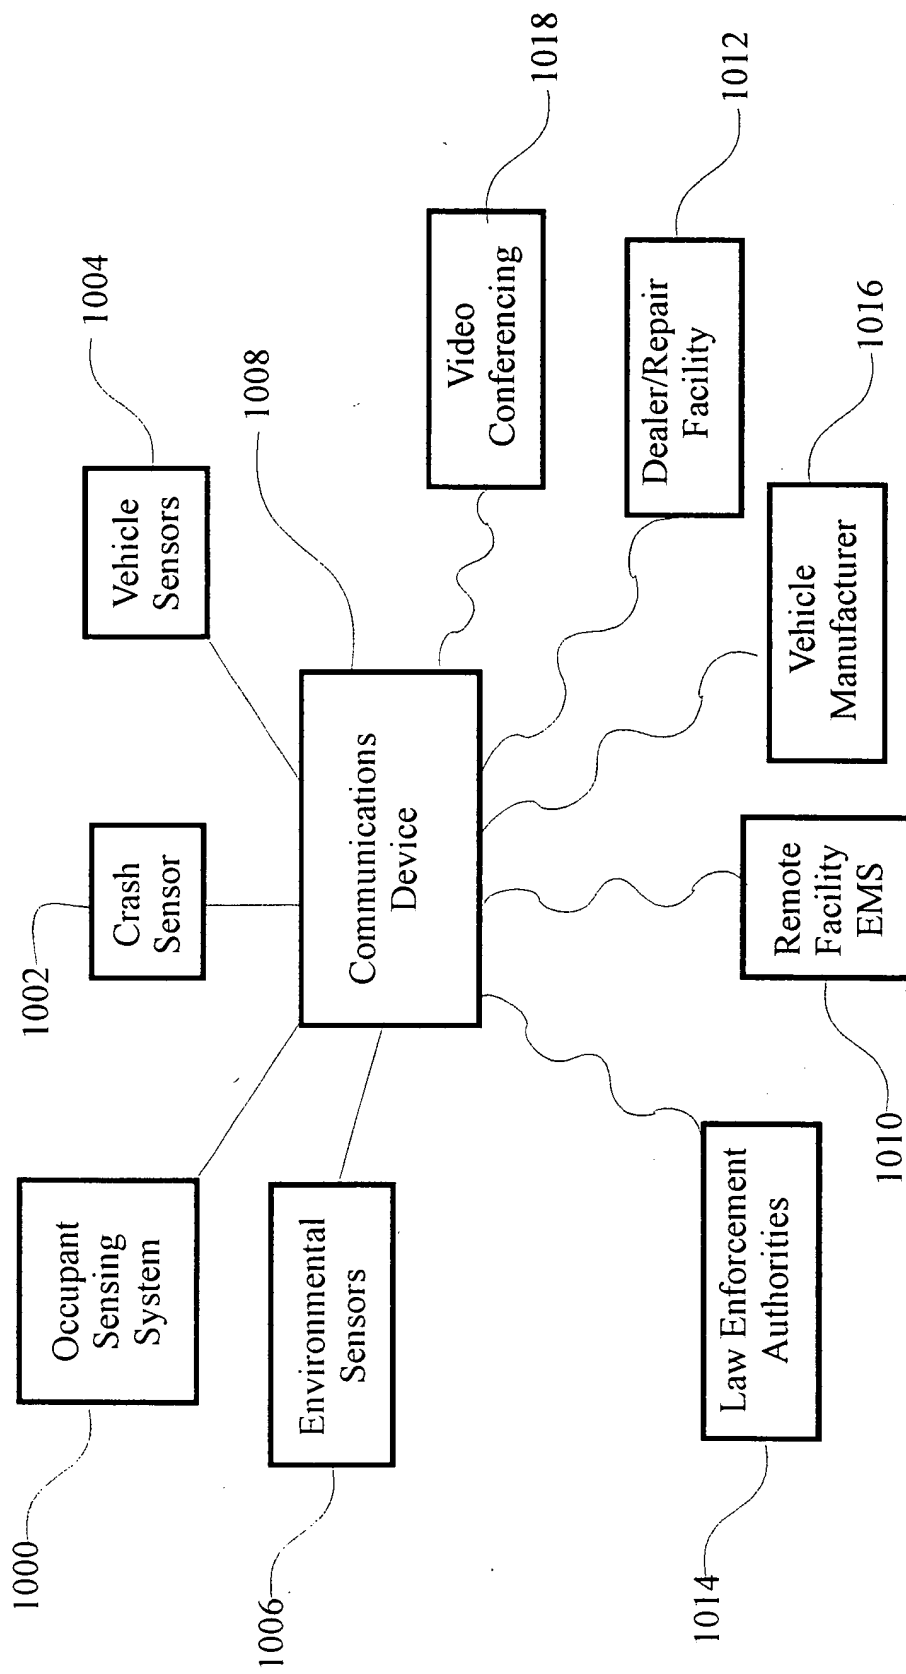 1000
Occupant
Sensing
System
1002
Crash
Sensor
Vehicle
Sensors
1004
1006
Environmental
Sensors
Communications
Device
1008
Video
Conferencing
1018
1014
Law Enforcement
Authorities
1010
Remote
Facility
EMS
Vehicle
Manufacturer
1016
Dealer/Repair
Facility
1012